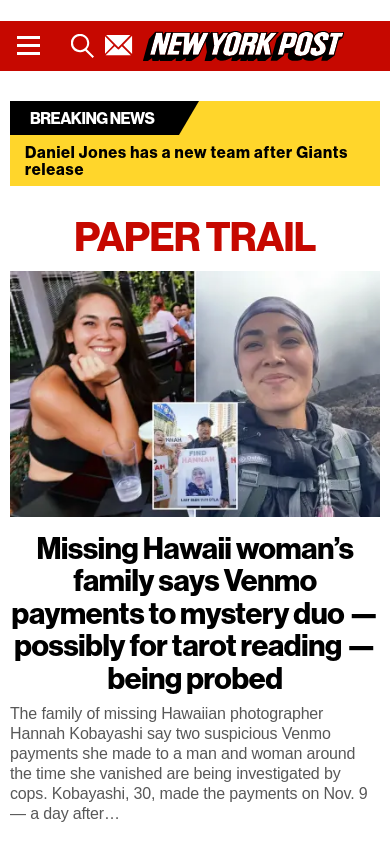 NEW YORK POST
BREAKING NEWS
Daniel Jones has a new team after Giants
release
PAPER TRAIL
FIND
HANNAH
Missing Hawaii woman’s
family says Venmo
payments to mystery duo —
possibly for tarot reading —
being probed
The family of missing Hawaiian photographer
Hannah Kobayashi say two suspicious Venmo
payments she made to a man and woman around
the time she vanished are being investigated by
cops. Kobayashi, 30, made the payments on Nov. 9
— a day after…